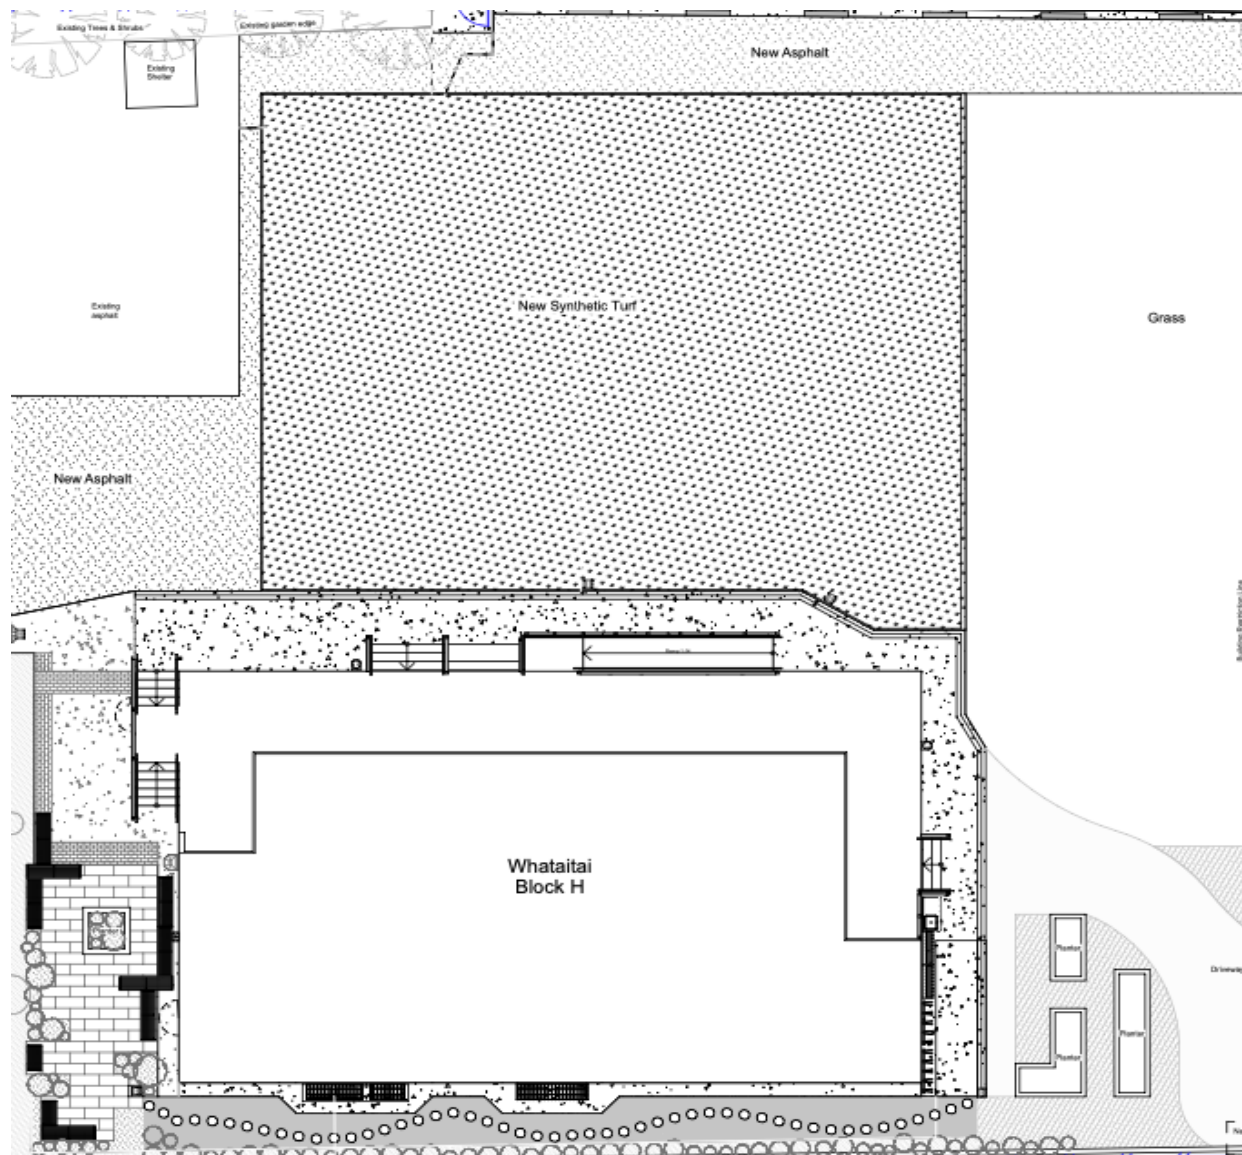 Existing Trees & Shrubs
Existing garden edge
New Asphalt
Existing
Shelter
New Synthetic Turf
Existing
asphalt
Grass
New Asphalt
Whataitai
Block H
Planter
Planter
Driveway
Planter
Planter